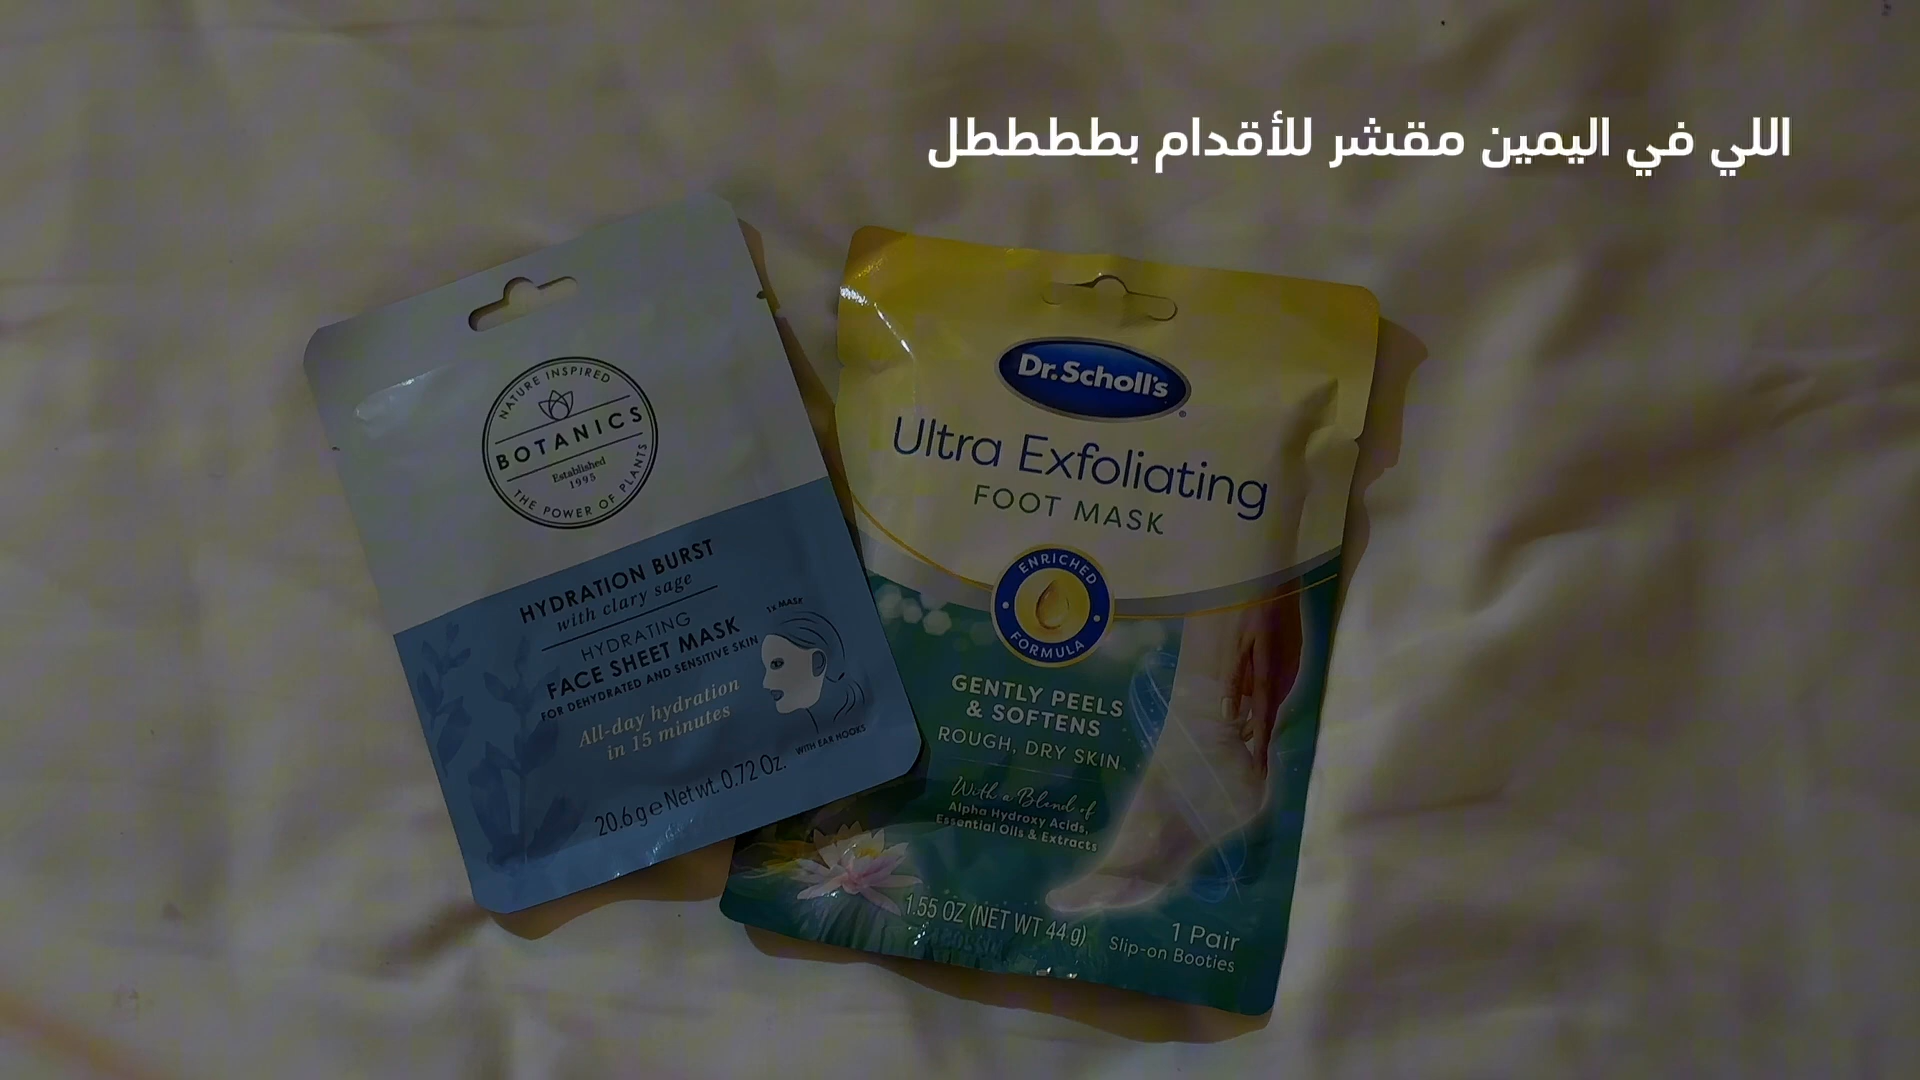 اللي في اليمين مقشر للأقدام بطططططل
NATURE INSPIRED
BOTANICS
Established
1995
THE POWER OF PLANTS
HYDRATION BURST
with clary sage
HYDRATING
FACE SHEET MASK
FOR DEHYDRATED AND SENSITIVE SKIN
All-day hydration
in 15 minutes
1x MASK
WITH EAR HOOKS
20.6 g e Net wt. 0.72 Oz.
Dr. Scholl's
Ultra Exfoliating
FOOT MASK
ENRICHED
FORMULA
GENTLY PEELS
& SOFTENS
ROUGH, DRY SKIN
With a Blend of
Alpha Hydroxy Acids,
Essential Oils & Extracts
1.55 OZ (NET WT 44 g)
1 Pair
Slip-on Booties